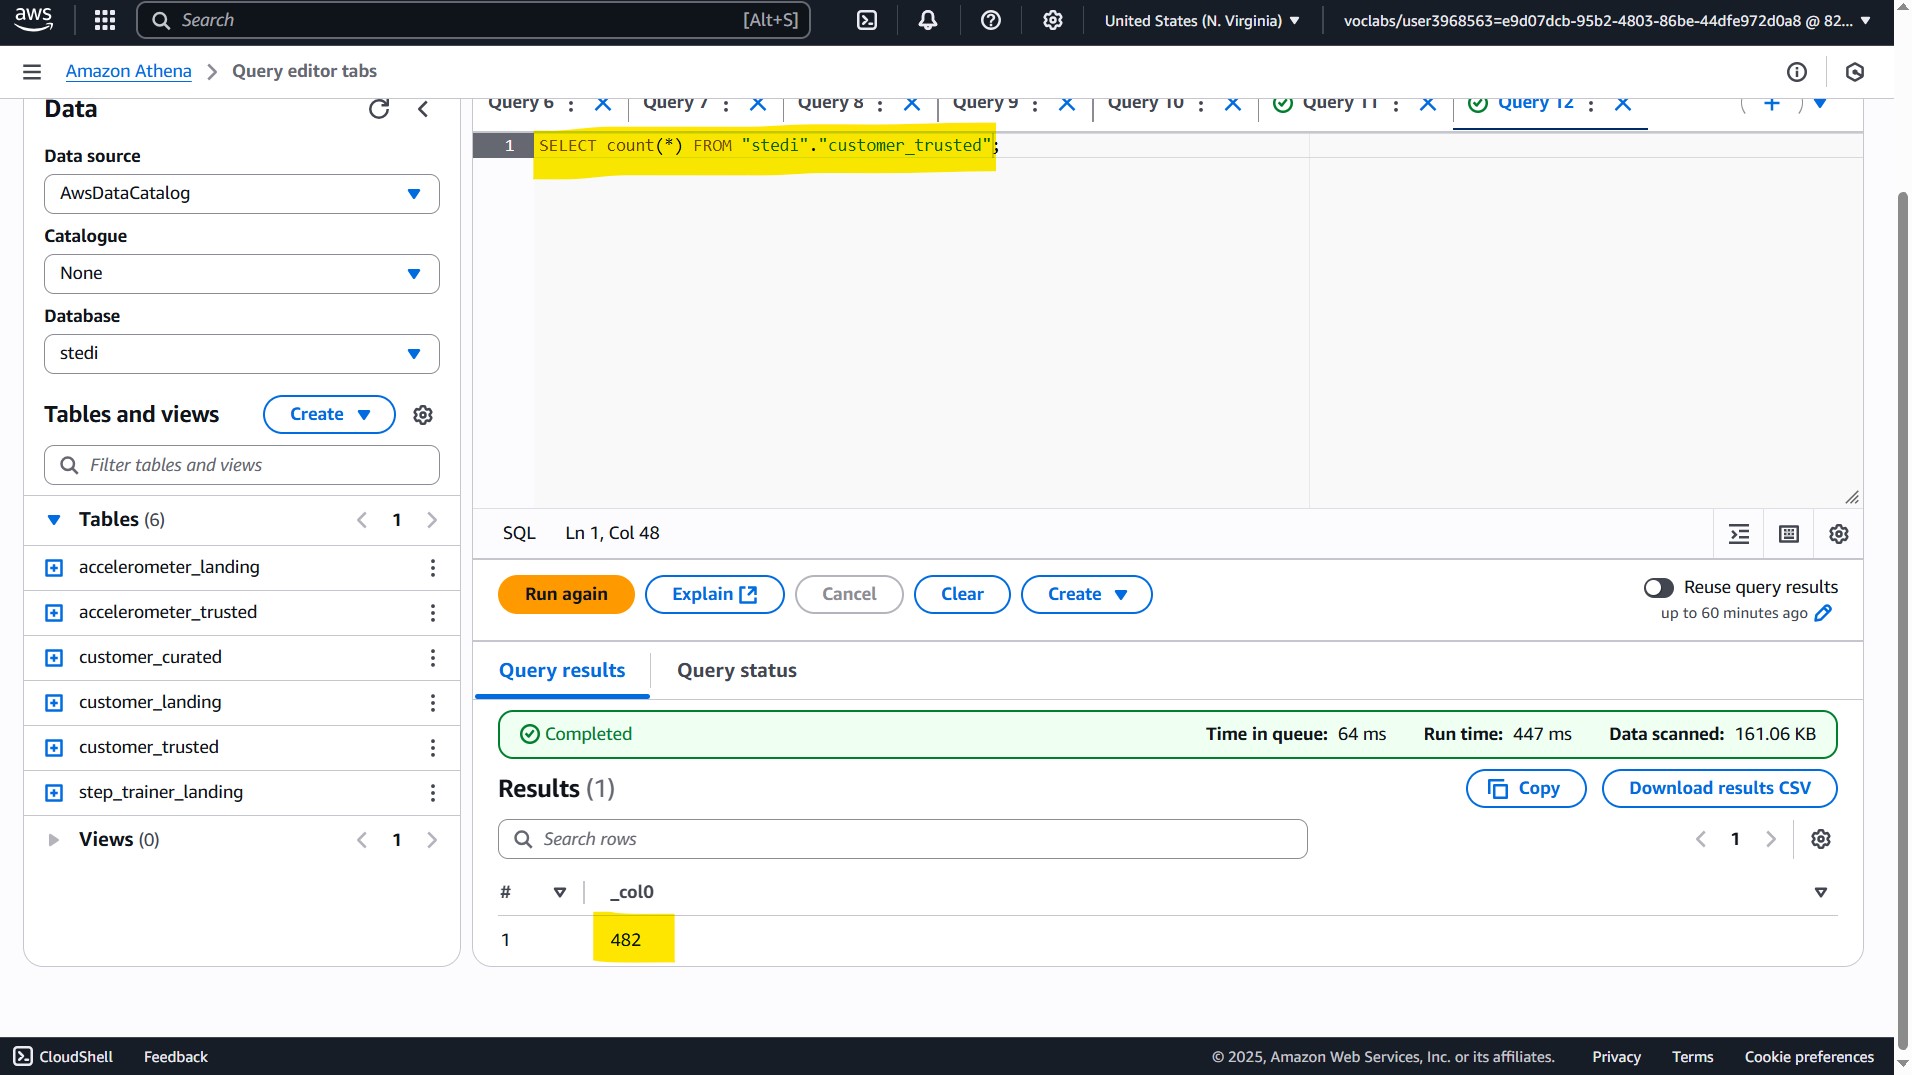 aws
Search [Alt+S]
United States (N. Virginia)
voclabs/user3968563=e9d07dcb-95b2-4803-86be-44dfe972d0a8 @ 82...
Amazon Athena
Query editor tabs
Data
Data source
AwsDataCatalog
Catalogue
None
Database
stedi
Tables and views
Create
Filter tables and views
Tables (6)
1
accelerometer_landing
accelerometer_trusted
customer_curated
customer_landing
customer_trusted
step_trainer_landing
Views (0)
1
Query 6
Query 7
Query 8
Query 9
Query 10
Query 11
Query 12
1 SELECT count(*) FROM "stedi"."customer_trusted";
SQL Ln 1, Col 48
Run again
Explain
Cancel
Clear
Create
Reuse query results
up to 60 minutes ago
Query results
Query status
Completed
Time in queue: 64 ms
Run time: 447 ms
Data scanned: 161.06 KB
Results (1)
Copy
Download results CSV
Search rows
1
# _col0
1 482
CloudShell
Feedback
© 2025, Amazon Web Services, Inc. or its affiliates.
Privacy
Terms
Cookie preferences